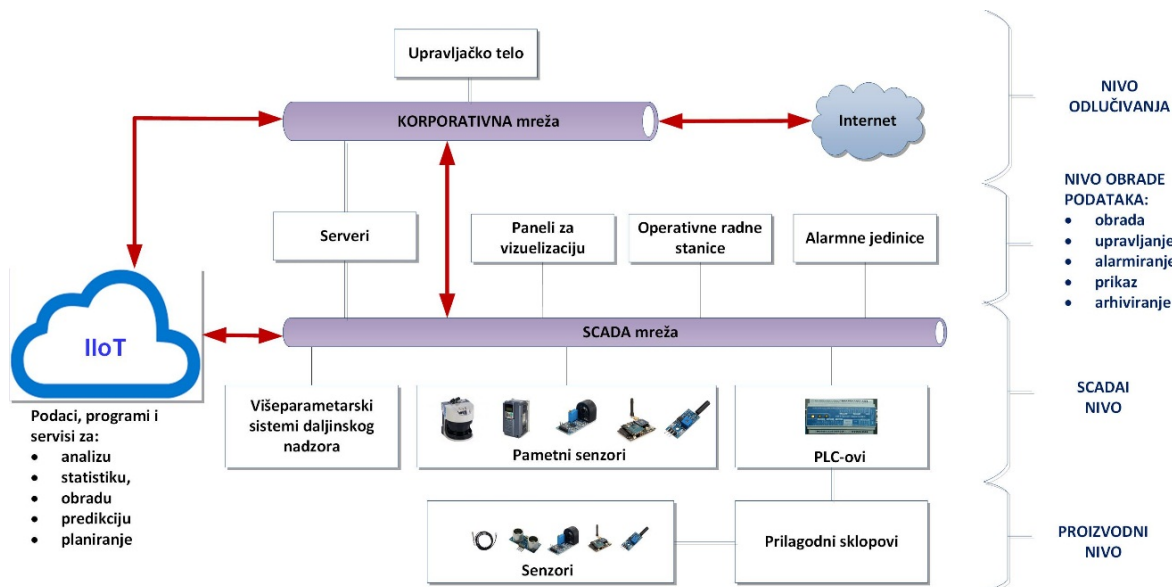 Upravljačko telo
KORPORATIVNA mreža
Internet
NIVO
ODLUČIVANJA
Serveri
Paneli za
vizuelizaciju
Operativne radne
stanice
Alarmne jedinice
NIVO OBRADE
PODATAKA:
• obrada
• upravljanje
• alarmiranje
• prikaz
• arhiviranje
IIoT
SCADA mreža
Podaci, programi i
servisi za:
• analizu
• statistiku,
• obradu
• predikciju
• planiranje
Višeparametarski
sistemi daljinskog
nadzora
Pametni senzori
PLC-ovi
SCADAI
NIVO
Senzori
Prilagodni sklopovi
PROIZVODNI
NIVO